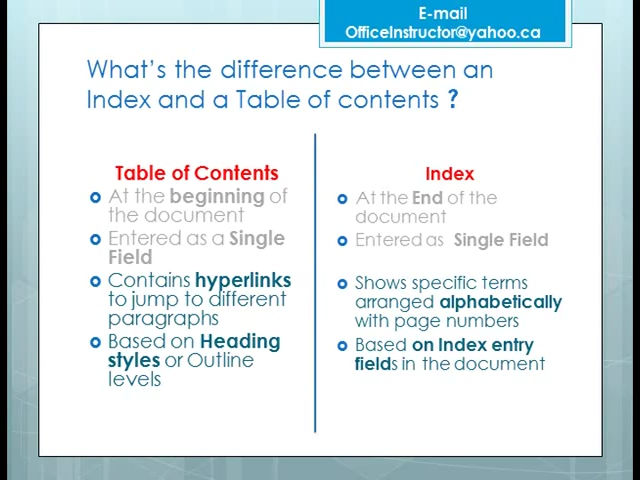 E-mail
OfficeInstructor@yahoo.ca
What's the difference between an
Index and a Table of contents ?
Table of Contents
At the beginning of
the document
Entered as a Single
Field
Contains hyperlinks
to jump to different
paragraphs
Based on Heading
styles or Outline
levels
Index
At the End of the
document
Entered as Single Field
Shows specific terms
arranged alphabetically
with page numbers
Based on Index entry
fields in the document